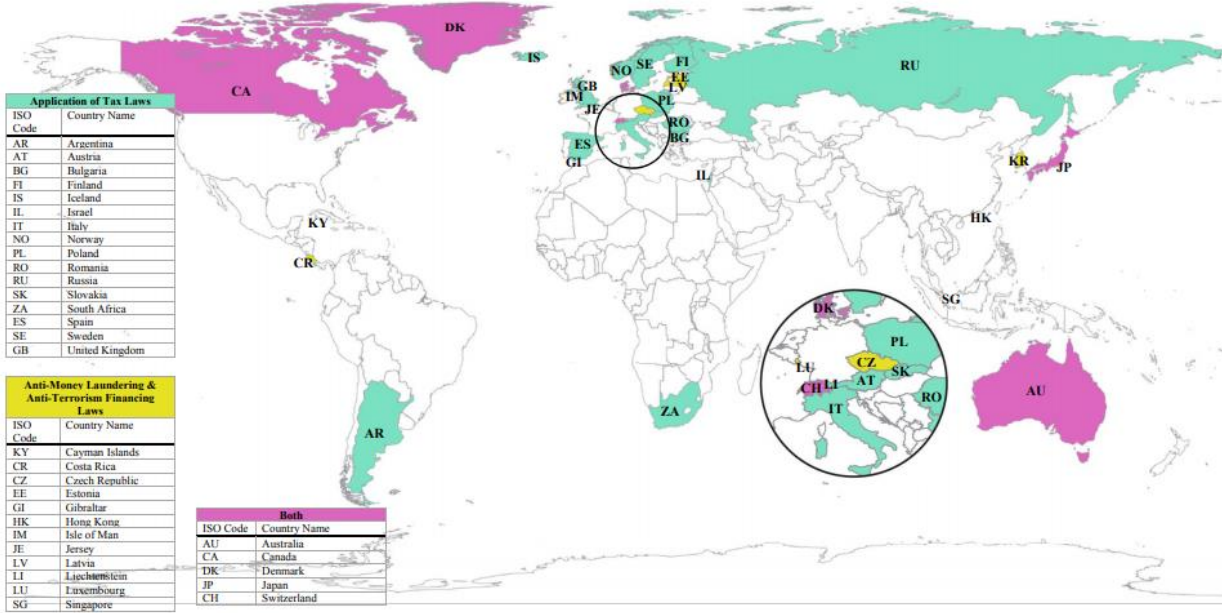 DK
IS
CA
NO
SE
FI
EE
LV
RU
GB
IM
JE
PL
RO
BG
ES
GI
IL
KR
JP
HK
KY
CR
SG
AR
ZA
AU
DK
PL
LU
CZ
SK
CH
LI
AT
IT
RO
Application of Tax Laws
ISO Code Country Name
AR Argentina
AT Austria
BG Bulgaria
FI Finland
IS Iceland
IL Israel
IT Italy
NO Norway
PL Poland
RO Romania
RU Russia
SK Slovakia
ZA South Africa
ES Spain
SE Sweden
GB United Kingdom
Anti-Money Laundering &
Anti-Terrorism Financing
Laws
ISO Code Country Name
KY Cayman Islands
CR Costa Rica
CZ Czech Republic
EE Estonia
GI Gibraltar
HK Hong Kong
IM Isle of Man
JE Jersey
LV Latvia
LI Liechtenstein
LU Luxembourg
SG Singapore
Both
ISO Code Country Name
AU Australia
CA Canada
DK Denmark
JP Japan
CH Switzerland